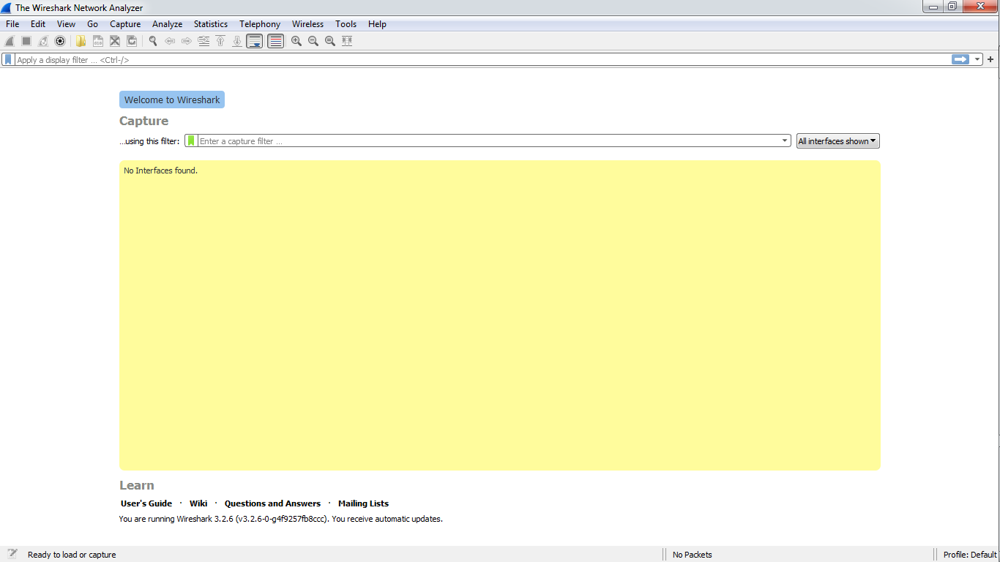 The Wireshark Network Analyzer
File Edit View Go Capture Analyze Statistics Telephony Wireless Tools Help
Apply a display filter ... <Ctrl-/>
Welcome to Wireshark
Capture
...using this filter: Enter a capture filter ... All interfaces shown
No Interfaces found.
Learn
User's Guide · Wiki · Questions and Answers · Mailing Lists
You are running Wireshark 3.2.6 (v3.2.6-0-g4f9257fb8ccc). You receive automatic updates.
Ready to load or capture No Packets Profile: Default